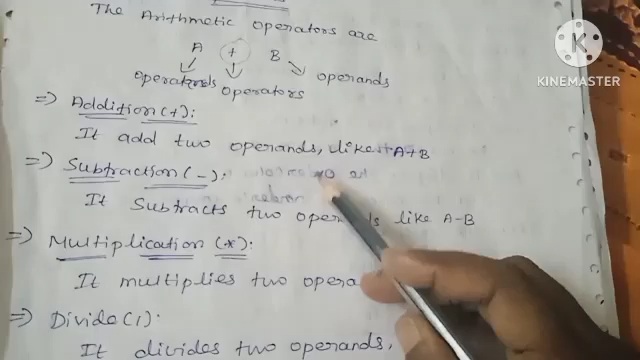 The Arithmetic operators are
A + B
operands operators operands
KINEMASTER
=> Addition (+):
It add two operands, like A+B
=> Subtraction (-):
It Subtracts two operands like A-B
=> Multiplication (*):
It multiplies two opera
=> Divide (/):
It divides two operands,